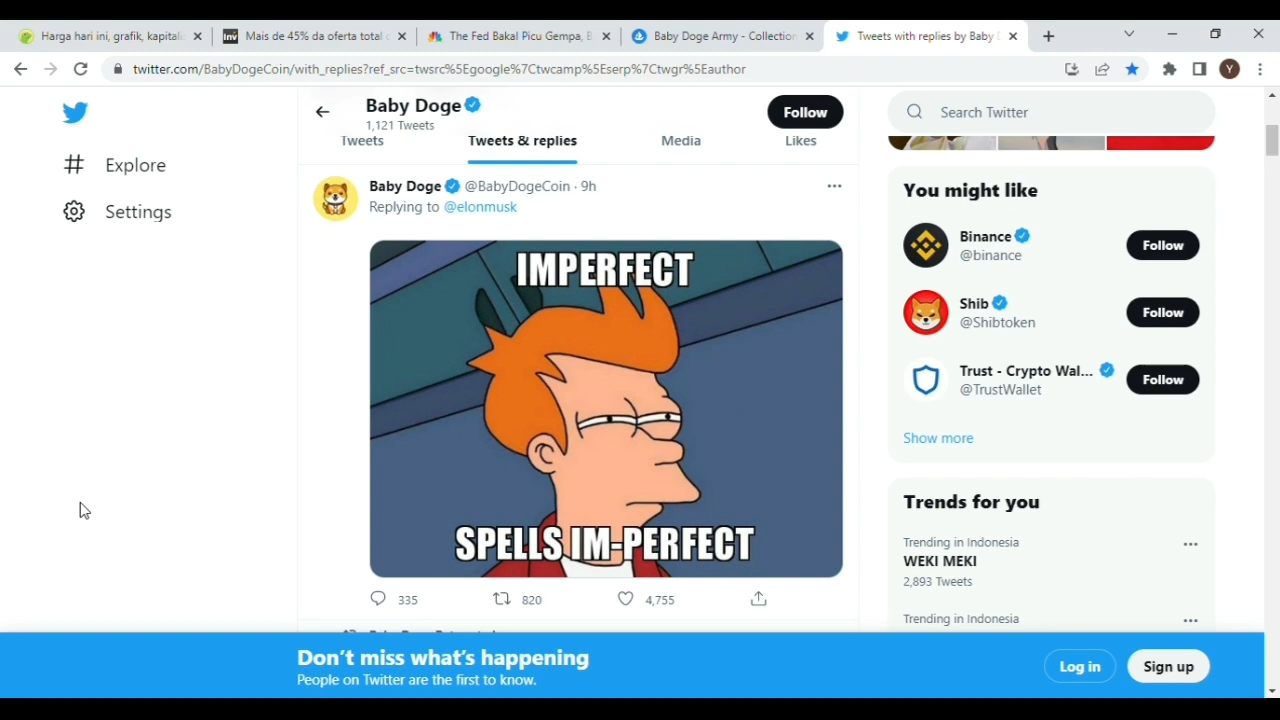 Harga hari ini, grafik, kapitali
Mais de 45% da oferta total c
The Fed Bakal Picu Gempa, B
Baby Doge Army - Collection
Tweets with replies by Baby D
twitter.com/BabyDogeCoin/with_replies?ref_src=twsrc%5Egoogle%7Ctwcamp%5Eserp%7Ctwgr%5Eauthor
Y
Explore
Settings
Baby Doge
1,121 Tweets
Follow
Tweets
Tweets & replies
Media
Likes
Baby Doge @BabyDogeCoin · 9h
Replying to @elonmusk
IMPERFECT
SPELLS IM-PERFECT
335
820
4,755
Search Twitter
You might like
Binance
@binance
Follow
Shib
@Shibtoken
Follow
Trust - Crypto Wal...
@TrustWallet
Follow
Show more
Trends for you
Trending in Indonesia
WEKI MEKI
2,893 Tweets
Trending in Indonesia
Don't miss what's happening
People on Twitter are the first to know.
Log in
Sign up